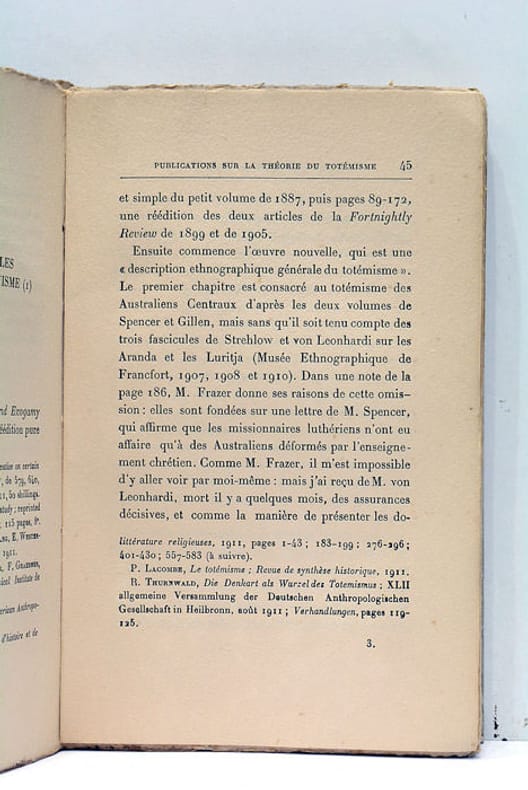 LES
ISME (1)
nd Exogamy
réédition pure
PUBLICATIONS SUR LA THÉORIE DU TOTÉMISME 45
et simple du petit volume de 1887, puis pages 89-172,
une réédition des deux articles de la Fortnightly
Review de 1899 et de 1905.
Ensuite commence l'œuvre nouvelle, qui est une
« description ethnographique générale du totémisme ».
Le premier chapitre est consacré au totémisme des
Australiens Centraux d'après les deux volumes de
Spencer et Gillen, mais sans qu'il soit tenu compte des
trois fascicules de Strehlow et von Leonhardi sur les
Aranda et les Luritja (Musée Ethnographique de
Francfort, 1907, 1908 et 1910). Dans une note de la
page 186, M. Frazer donne ses raisons de cette omis-
sion : elles sont fondées sur une lettre de M. Spencer,
qui affirme que les missionnaires luthériens n'ont eu
affaire qu'à des Australiens déformés par l'enseigne-
ment chrétien. Comme M. Frazer, il m'est impossible
d'y aller voir par moi-même : mais j'ai reçu de M. von
Leonhardi, mort il y a quelques mois, des assurances
décisives, et comme la manière de présenter les do-
littérature religieuses, 1911, pages 1-43 ; 183-199 ; 276-296 ;
401-430 ; 557-583 (à suivre).
P. LACOMBE, Le totémisme ; Revue de synthèse historique, 1911.
R. THURNWALD, Die Denkart als Wurzel des Totemismus ; XLII
allgemeine Versammlung der Deutschen Anthropologischen
Gesellschaft in Heilbronn, août 1911 ; Verhandlungen, pages 119-
125.
3.